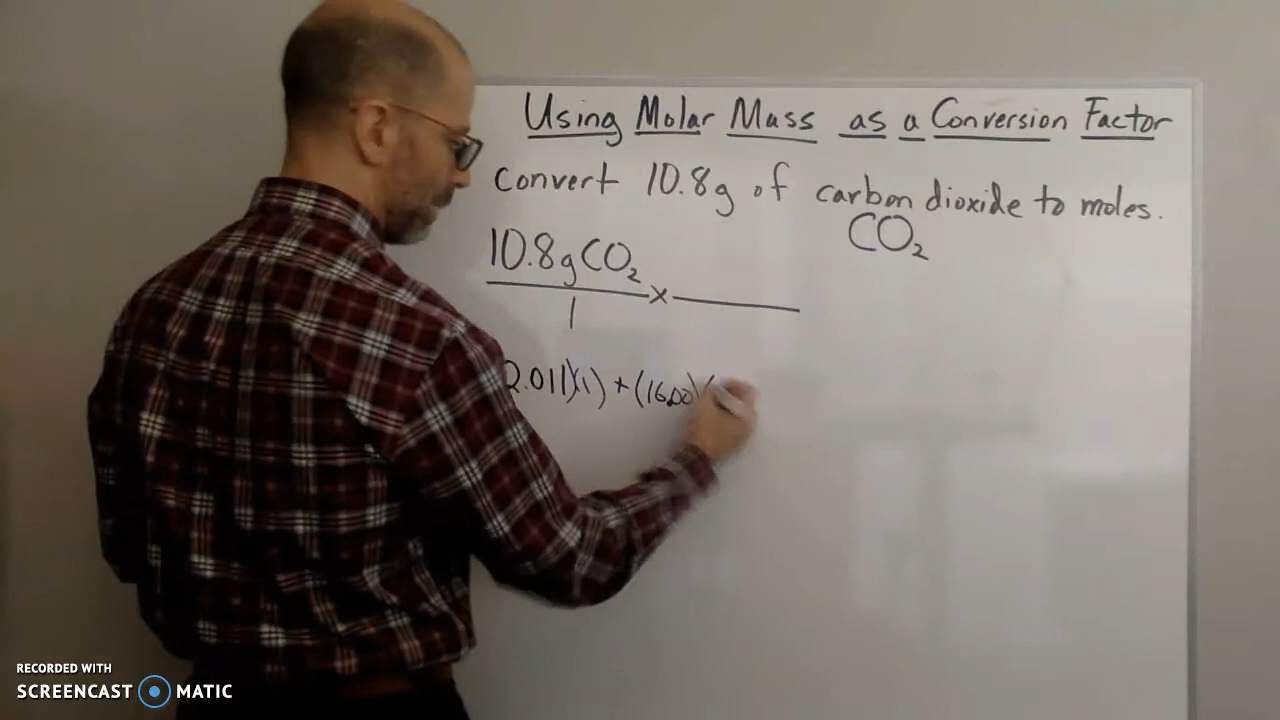 Using Molar Mass as a Conversion Factor
convert 10.8g of carbon dioxide to moles.
CO₂
10.8g CO₂
×
1
2.011)(1) + (16.00)(
RECORDED WITH
SCREENCAST MATIC